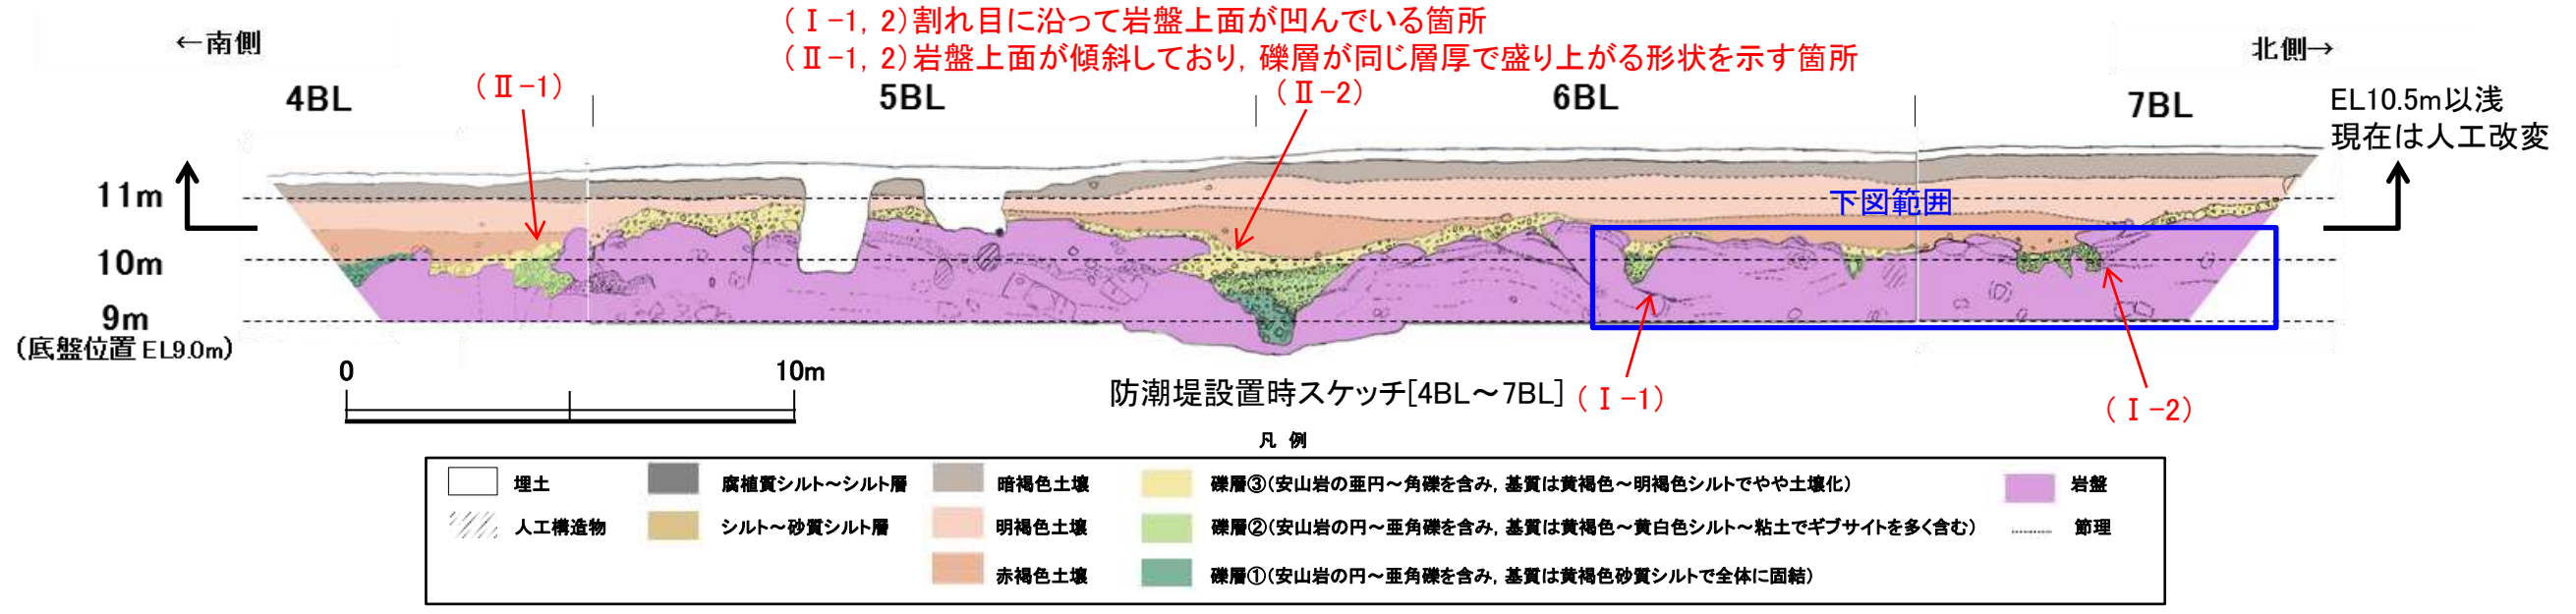 (Ⅰ-1, 2)割れ目に沿って岩盤上面が凹んでいる箇所
(Ⅱ-1, 2)岩盤上面が傾斜しており, 礫層が同じ層厚で盛り上がる形状を示す箇所
←南側
北側→
4BL
(Ⅱ-1)
5BL
(Ⅱ-2)
6BL
7BL
EL10.5m以浅
現在は人工改変
11m
下図範囲
10m
9m
(底盤位置 EL9.0m)
0
10m
防潮堤設置時スケッチ[4BL～7BL]
(Ⅰ-1)
(Ⅰ-2)
凡 例
埋土
腐植質シルト～シルト層
暗褐色土壌
礫層③(安山岩の亜円～角礫を含み, 基質は黄褐色～明褐色シルトでやや土壌化)
岩盤
人工構造物
シルト～砂質シルト層
明褐色土壌
礫層②(安山岩の円～亜角礫を含み, 基質は黄褐色～黄白色シルト～粘土でギブサイトを多く含む)
節理
赤褐色土壌
礫層①(安山岩の円～亜角礫を含み, 基質は黄褐色砂質シルトで全体に固結)